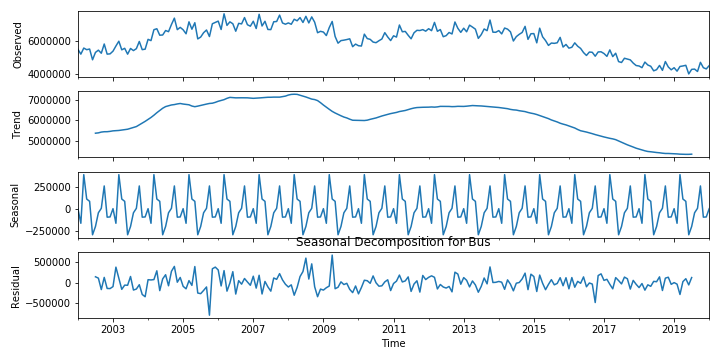 Observed
6000000
4000000
Trend
7000000
6000000
5000000
Seasonal
250000
0
−250000
Seasonal Decomposition for Bus
Residual
500000
0
−500000
2003 2005 2007 2009 2011 2013 2015 2017 2019
Time